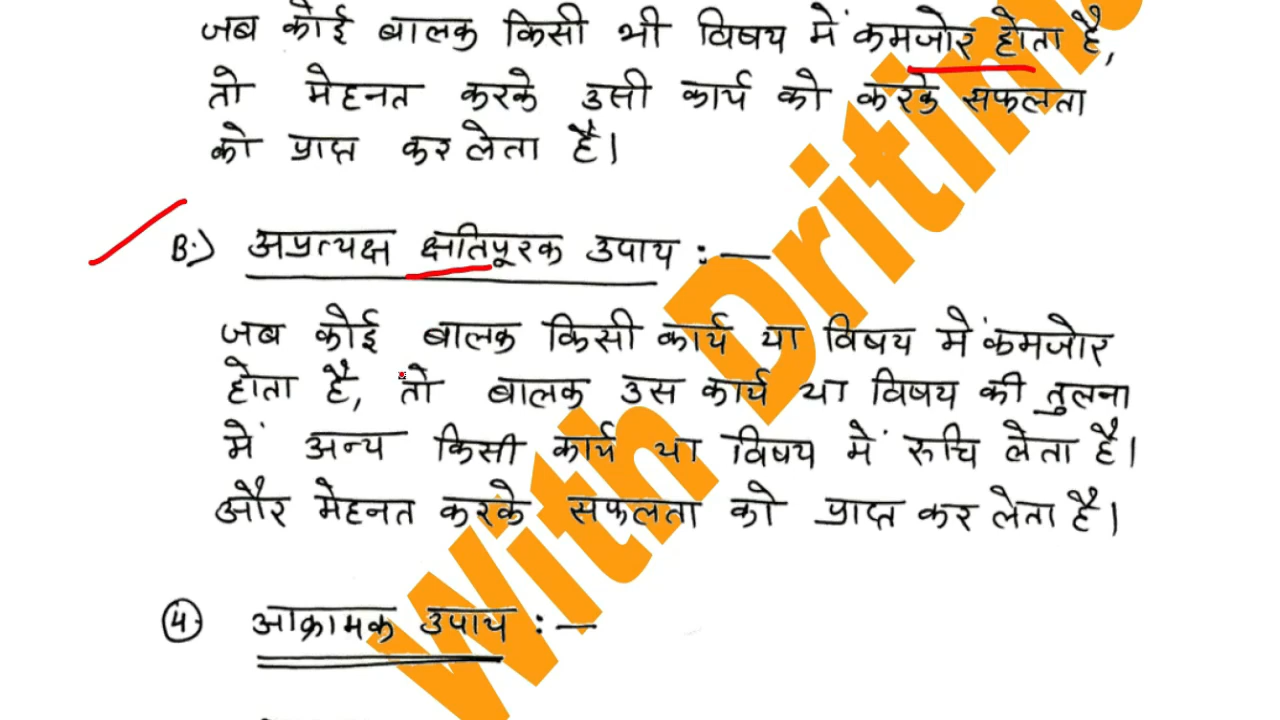 जब कोई बालक किसी भी विषय में कमजोर होता है,
तो मेहनत करके उसी कार्य को करके सफलता
को प्राप्त कर लेता है।
B.) अप्रत्यक्ष क्षतिपूरक उपाय :—
जब कोई बालक किसी कार्य या विषय में कमजोर
होता है, तो बालक उस कार्य या विषय की तुलना
में अन्य किसी कार्य या विषय में रुचि लेता है।
और मेहनत करके सफलता को प्राप्त कर लेता है।
4. आक्रामक उपाय :—
With Dritim